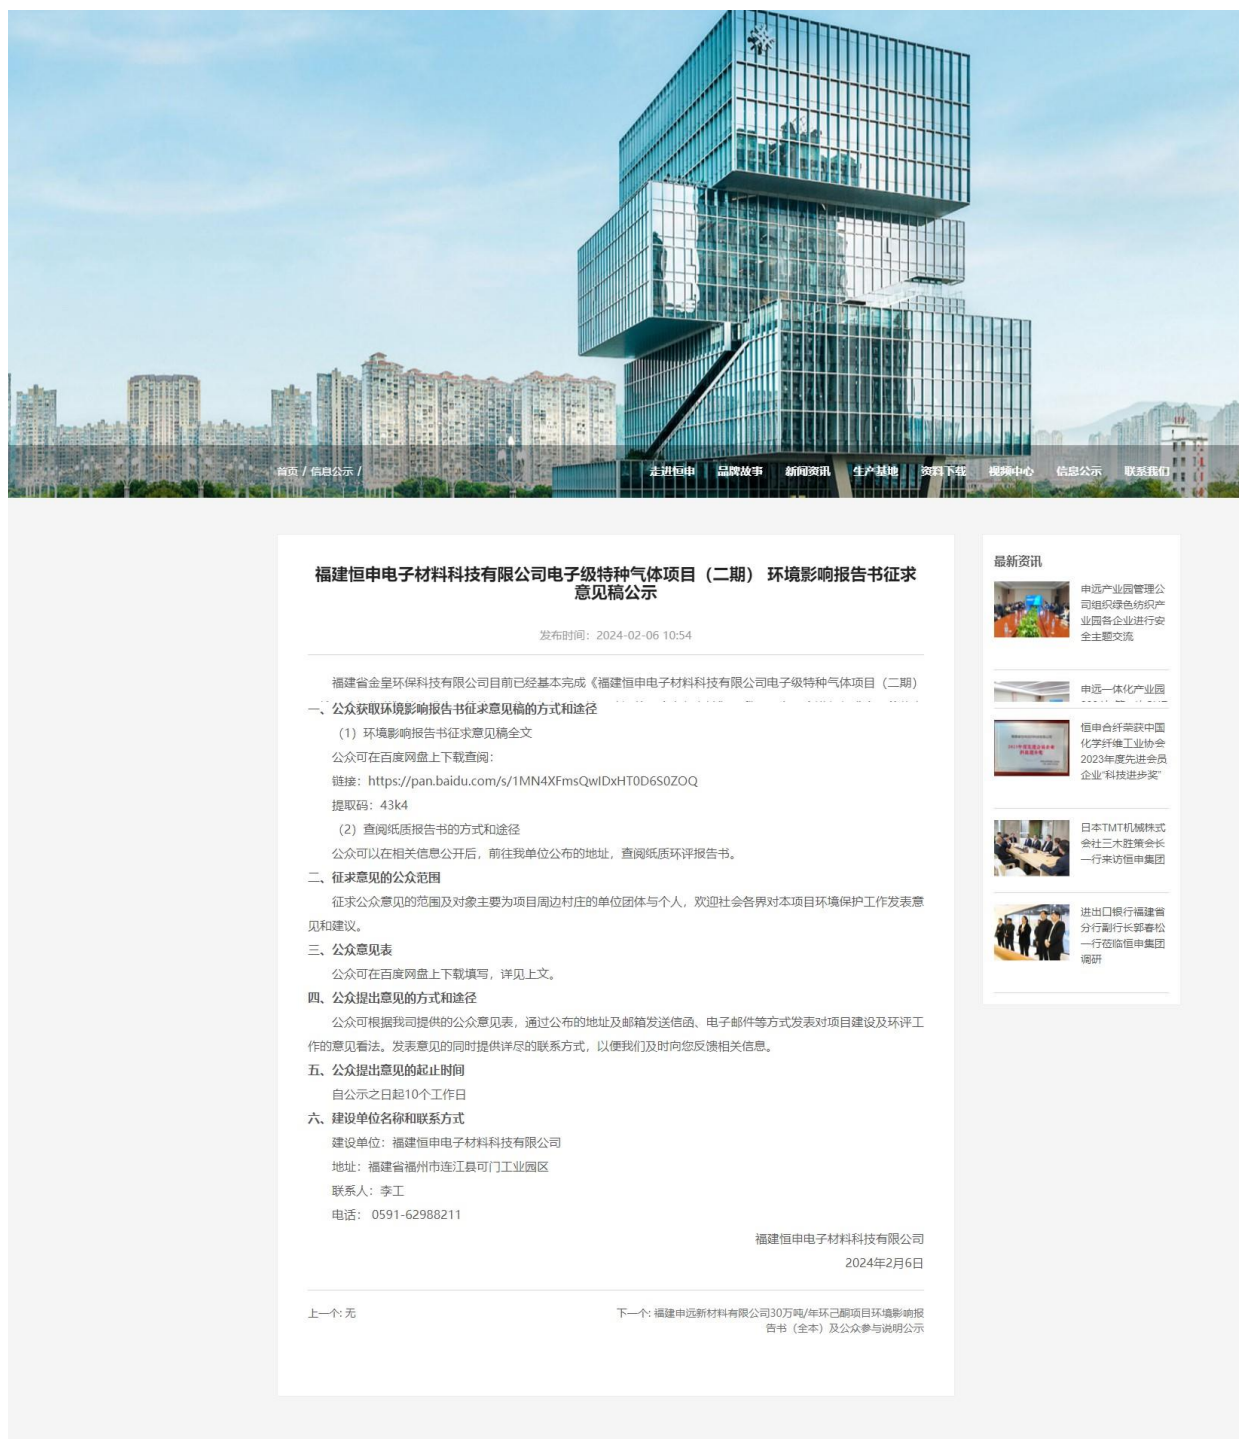 首页 / 信息公示 /
走进恒申 品牌故事 新闻资讯 生产基地 资料下载 视频中心 信息公示 联系我们
福建恒申电子材料科技有限公司电子级特种气体项目（二期） 环境影响报告书征求
意见稿公示
发布时间：2024-02-06 10:54
福建省金皇环保科技有限公司目前已经基本完成《福建恒申电子材料科技有限公司电子级特种气体项目（二期）
一、公众获取环境影响报告书征求意见稿的方式和途径
（1）环境影响报告书征求意见稿全文
公众可在百度网盘上下载查阅：
链接：https://pan.baidu.com/s/1MN4XFmsQwIDxHT0D6S0ZOQ
提取码：43k4
（2）查阅纸质报告书的方式和途径
公众可以在相关信息公开后，前往我单位公布的地址，查阅纸质环评报告书。
二、征求意见的公众范围
征求公众意见的范围及对象主要为项目周边村庄的单位团体与个人，欢迎社会各界对本项目环境保护工作发表意
见和建议。
三、公众意见表
公众可在百度网盘上下载填写，详见上文。
四、公众提出意见的方式和途径
公众可根据我司提供的公众意见表，通过公布的地址及邮箱发送信函、电子邮件等方式发表对项目建设及环评工
作的意见看法。发表意见的同时提供详尽的联系方式，以便我们及时向您反馈相关信息。
五、公众提出意见的起止时间
自公示之日起10个工作日
六、建设单位名称和联系方式
建设单位：福建恒申电子材料科技有限公司
地址：福建省福州市连江县可门工业园区
联系人：李工
电话： 0591-62988211
福建恒申电子材料科技有限公司
2024年2月6日
上一个: 无
下一个: 福建申远新材料有限公司30万吨/年环己酮项目环境影响报
告书（全本）及公众参与说明公示
最新资讯
申远产业园管理公
司组织绿色纺织产
业园各企业进行安
全主题交流
申远一体化产业园
恒申合纤荣获中国
化学纤维工业协会
2023年度先进会员
企业“科技进步奖”
日本TMT机械株式
会社三木胜策会长
一行来访恒申集团
进出口银行福建省
分行副行长郭春松
一行莅临恒申集团
调研